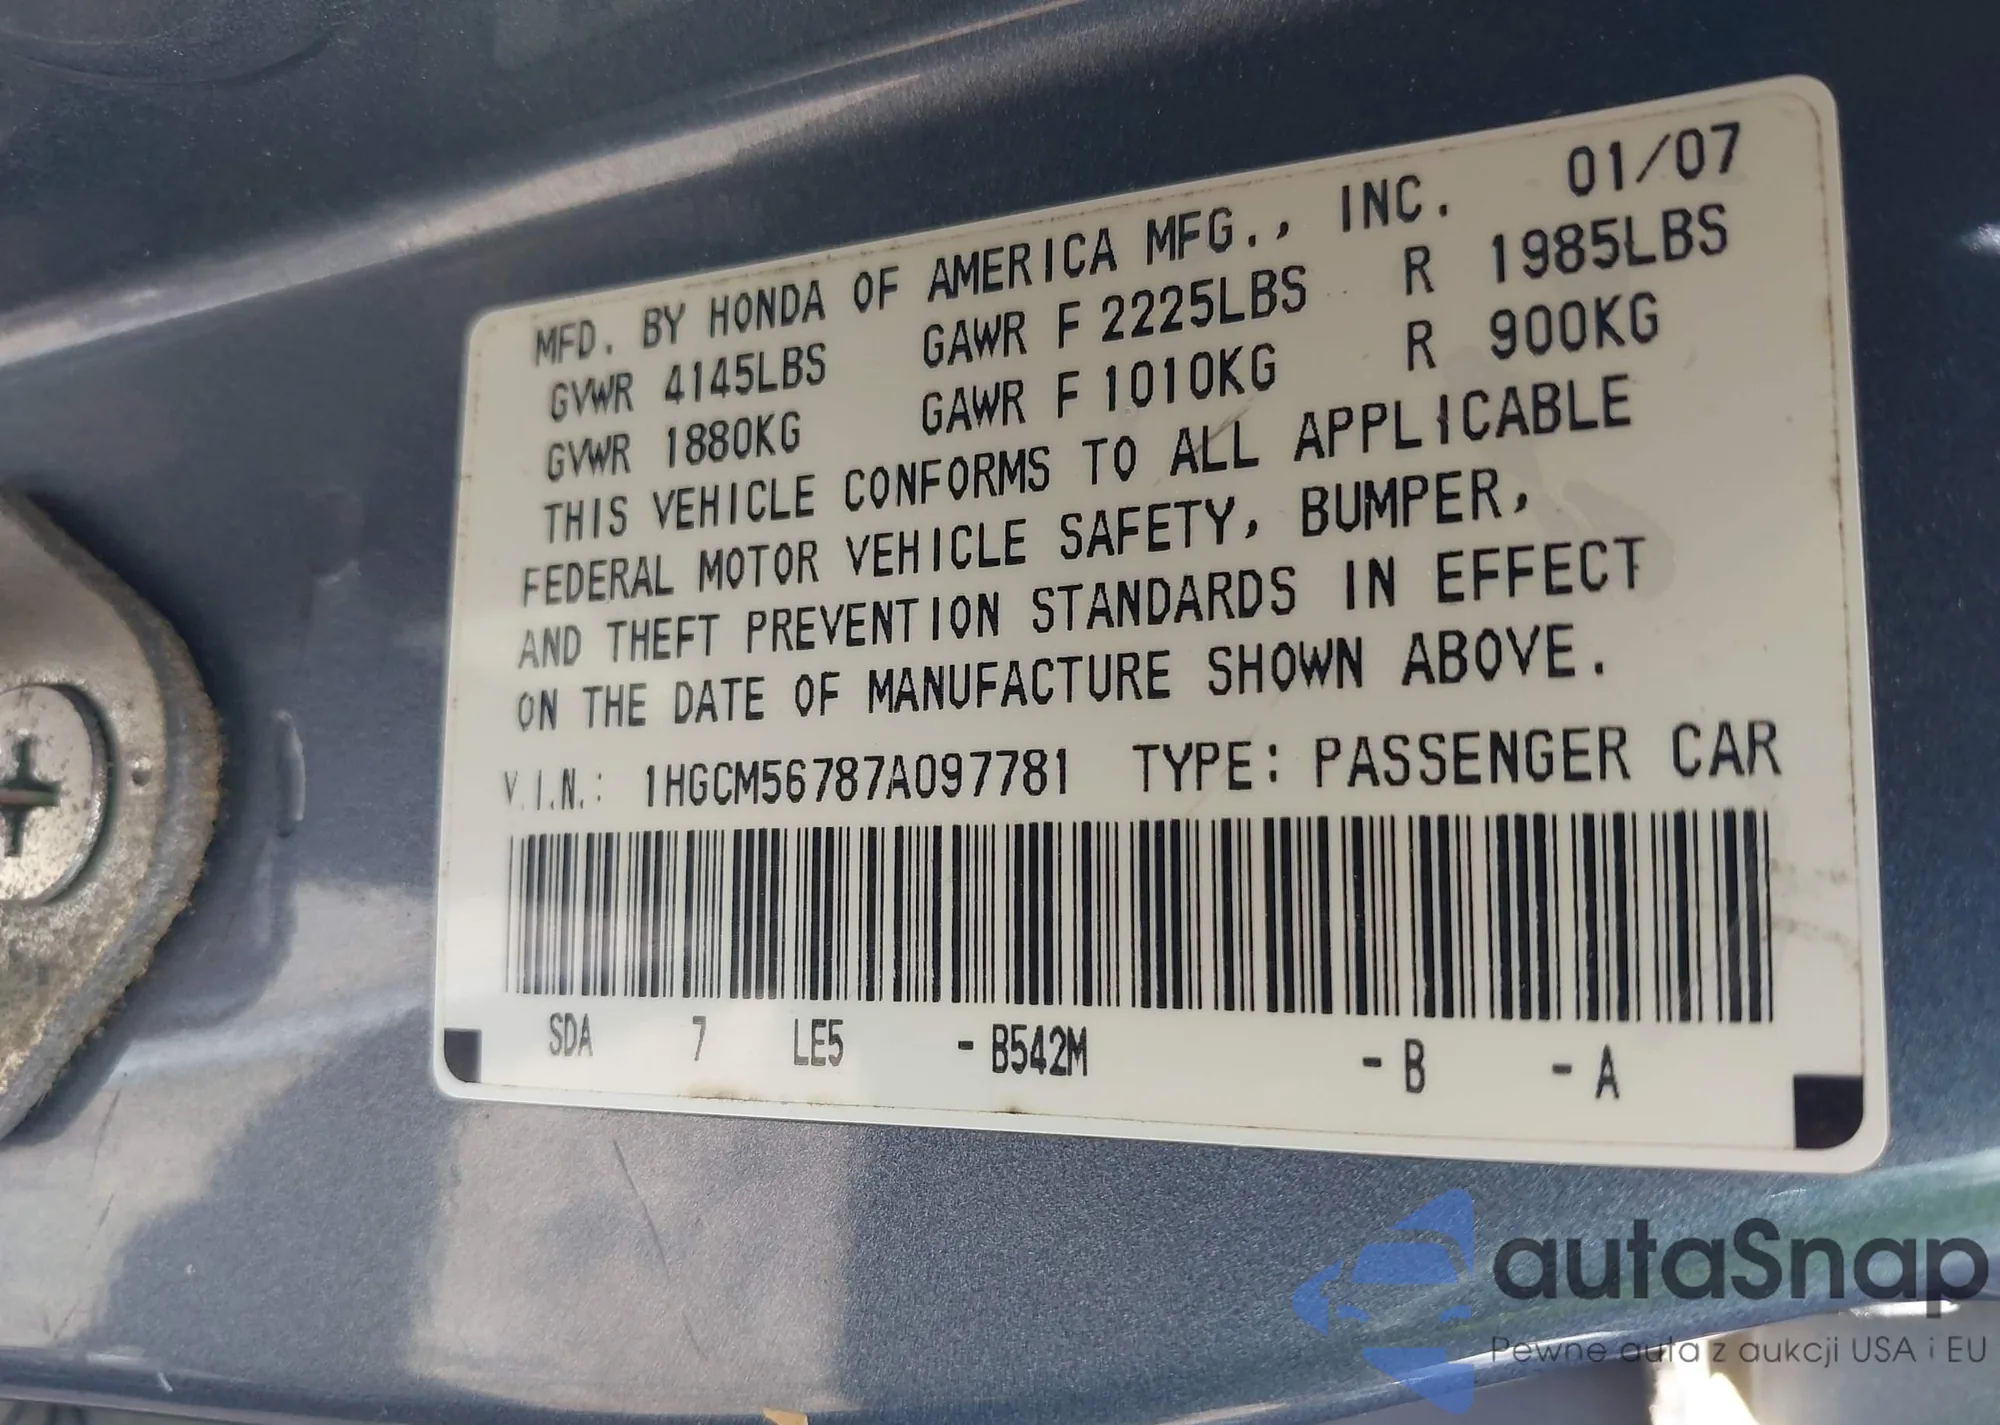 MFD. BY HONDA OF AMERICA MFG., INC. 01/07
GVWR 4145LBS GAWR F 2225LBS R 1985LBS
GVWR 1880KG GAWR F 1010KG R 900KG
THIS VEHICLE CONFORMS TO ALL APPLICABLE
FEDERAL MOTOR VEHICLE SAFETY, BUMPER,
AND THEFT PREVENTION STANDARDS IN EFFECT
ON THE DATE OF MANUFACTURE SHOWN ABOVE.
V.I.N.: 1HGCM56787A097781 TYPE: PASSENGER CAR
SDA 7 LE5 - B542M - B - A
autaSnap
Pewne auta z aukcji USA i EU